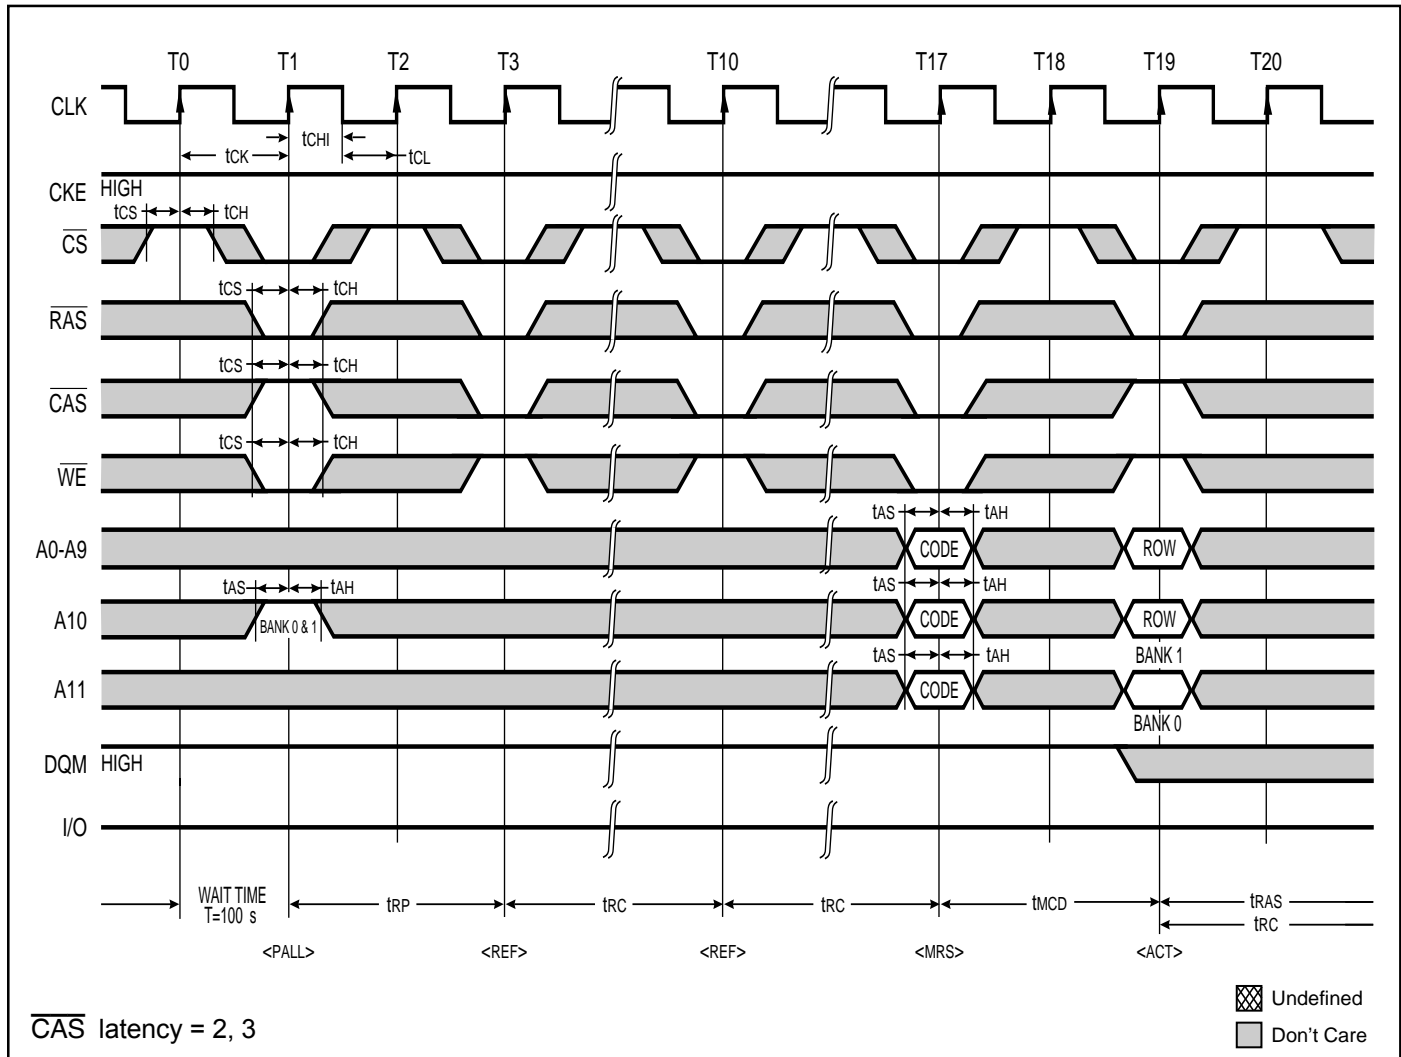 T0 T1 T2 T3 T10 T17 T18 T19 T20
CLK
tCHI
tCK tCL
CKE HIGH
tCS tCH
CS
tCS tCH
RAS
tCS tCH
CAS
tCS tCH
WE
tAS tAH
A0-A9 CODE ROW
tAS tAH tAS tAH
A10 BANK 0 & 1 CODE ROW
tAS tAH BANK 1
A11 CODE
BANK 0
DQM HIGH
I/O
WAIT TIME
T=100 s
tRP tRC tRC tMCD tRAS
tRC
<PALL> <REF> <REF> <MRS> <ACT>
Undefined
CAS latency = 2, 3
Don't Care